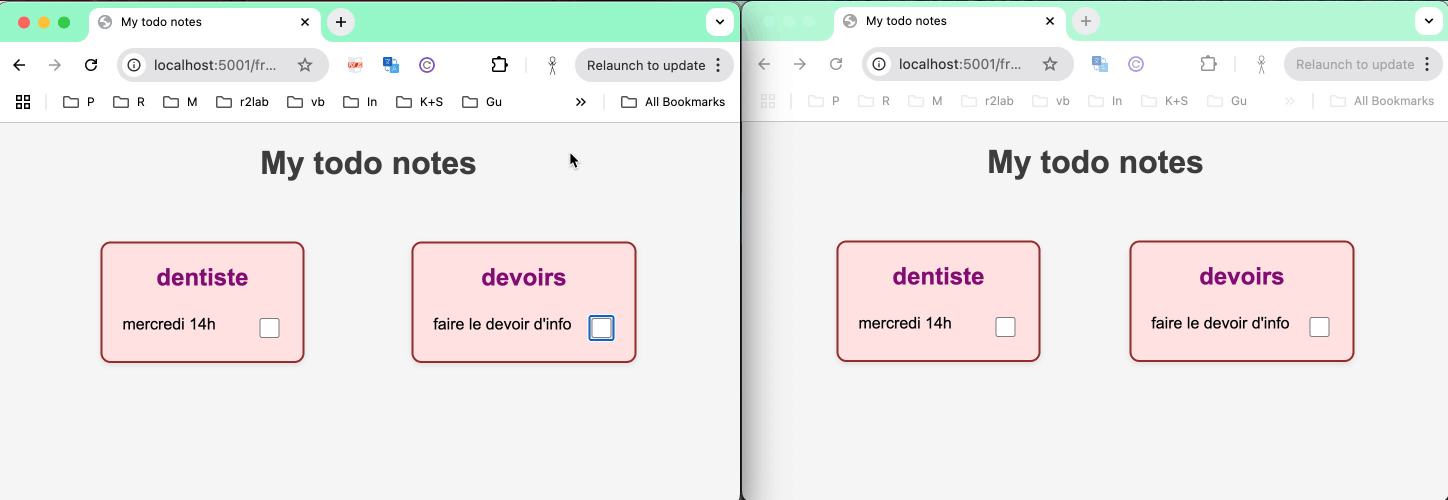 My todo notes
localhost:5001/fr...
Relaunch to update
P R M r2lab vb In K+S Gu » All Bookmarks
My todo notes
dentiste
mercredi 14h
devoirs
faire le devoir d'info
My todo notes
localhost:5001/fr...
Relaunch to update
P R M r2lab vb In K+S Gu » All Bookmarks
My todo notes
dentiste
mercredi 14h
devoirs
faire le devoir d'info